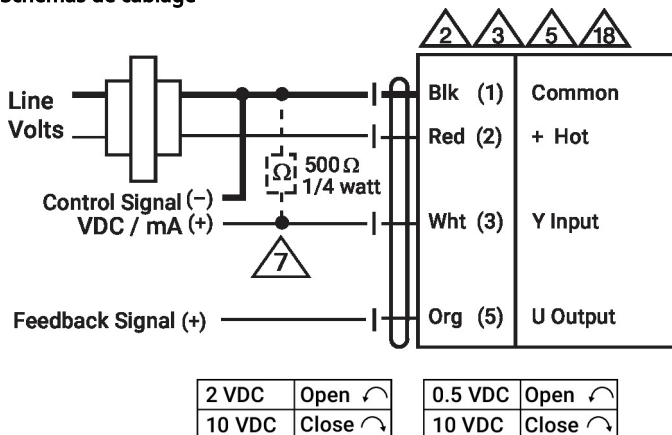 Schémas de câblage
2 3 5 18
Line
Volts
Blk (1) Common
Red (2) + Hot
Ω 500 Ω
1/4 watt
Control Signal (−)
VDC / mA (+)
Wht (3) Y Input
7
Feedback Signal (+)
Org (5) U Output
2 VDC Open
10 VDC Close
0.5 VDC Open
10 VDC Close